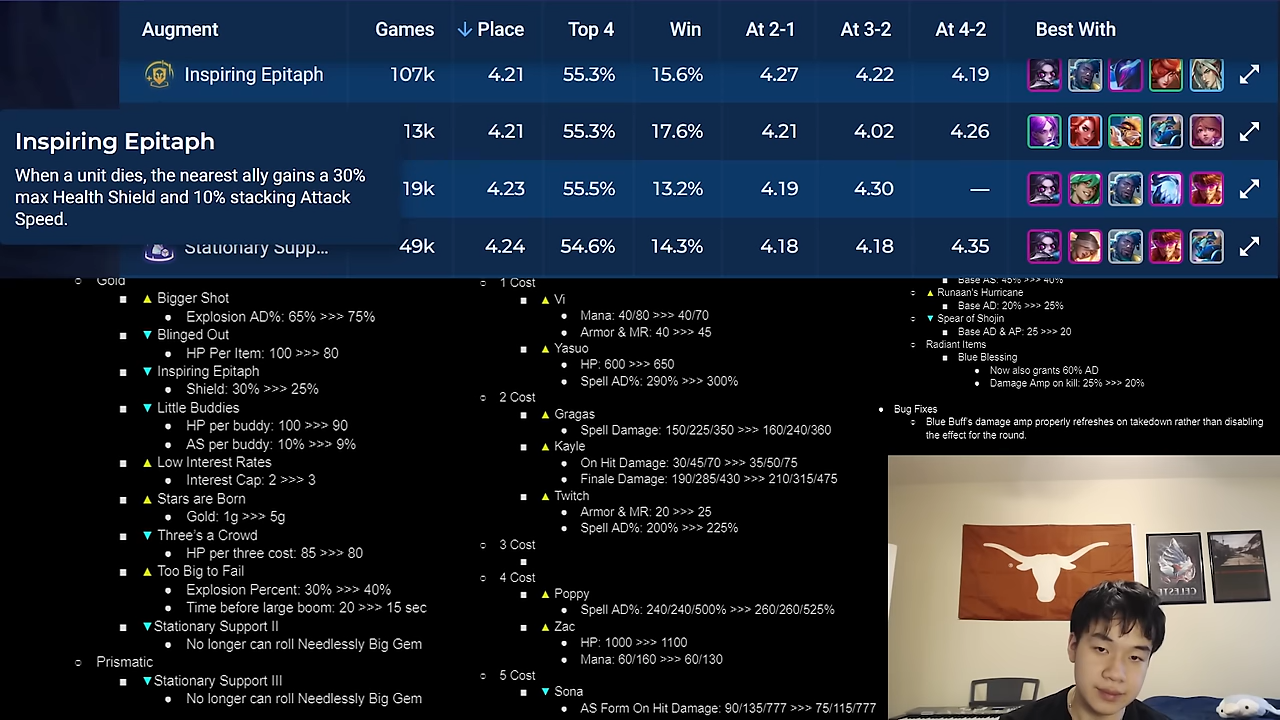 Augment Games Place Top 4 Win At 2-1 At 3-2 At 4-2 Best With
Inspiring Epitaph 107k 4.21 55.3% 15.6% 4.27 4.22 4.19
13k 4.21 55.3% 17.6% 4.21 4.02 4.26
19k 4.23 55.5% 13.2% 4.19 4.30 —
Stationary Supp... 49k 4.24 54.6% 14.3% 4.18 4.18 4.35
Inspiring Epitaph
When a unit dies, the nearest ally gains a 30%
max Health Shield and 10% stacking Attack
Speed.
Gold
▲ Bigger Shot
Explosion AD%: 65% >>> 75%
▼ Blinged Out
HP Per Item: 100 >>> 80
▼ Inspiring Epitaph
Shield: 30% >>> 25%
▼ Little Buddies
HP per buddy: 100 >>> 90
AS per buddy: 10% >>> 9%
▲ Low Interest Rates
Interest Cap: 2 >>> 3
▲ Stars are Born
Gold: 1g >>> 5g
▼ Three's a Crowd
HP per three cost: 85 >>> 80
▲ Too Big to Fail
Explosion Percent: 30% >>> 40%
Time before large boom: 20 >>> 15 sec
▼Stationary Support II
No longer can roll Needlessly Big Gem
Prismatic
▼Stationary Support III
No longer can roll Needlessly Big Gem
1 Cost
▲ Vi
Mana: 40/80 >>> 40/70
Armor & MR: 40 >>> 45
▲ Yasuo
HP: 600 >>> 650
Spell AD%: 290% >>> 300%
2 Cost
▲ Gragas
Spell Damage: 150/225/350 >>> 160/240/360
▲ Kayle
On Hit Damage: 30/45/70 >>> 35/50/75
Finale Damage: 190/285/430 >>> 210/315/475
▲ Twitch
Armor & MR: 20 >>> 25
Spell AD%: 200% >>> 225%
3 Cost
4 Cost
▲ Poppy
Spell AD%: 240/240/500% >>> 260/260/525%
▲ Zac
HP: 1000 >>> 1100
Mana: 60/160 >>> 60/130
5 Cost
▼ Sona
AS Form On Hit Damage: 90/135/777 >>> 75/115/777
Base AS: 45% >>> 40%
▲ Runaan's Hurricane
Base AD: 20% >>> 25%
▼ Spear of Shojin
Base AD & AP: 25 >>> 20
Radiant Items
Blue Blessing
Now also grants 60% AD
Damage Amp on kill: 25% >>> 20%
Bug Fixes
Blue Buff's damage amp properly refreshes on takedown rather than disabling
the effect for the round.
CELESTE